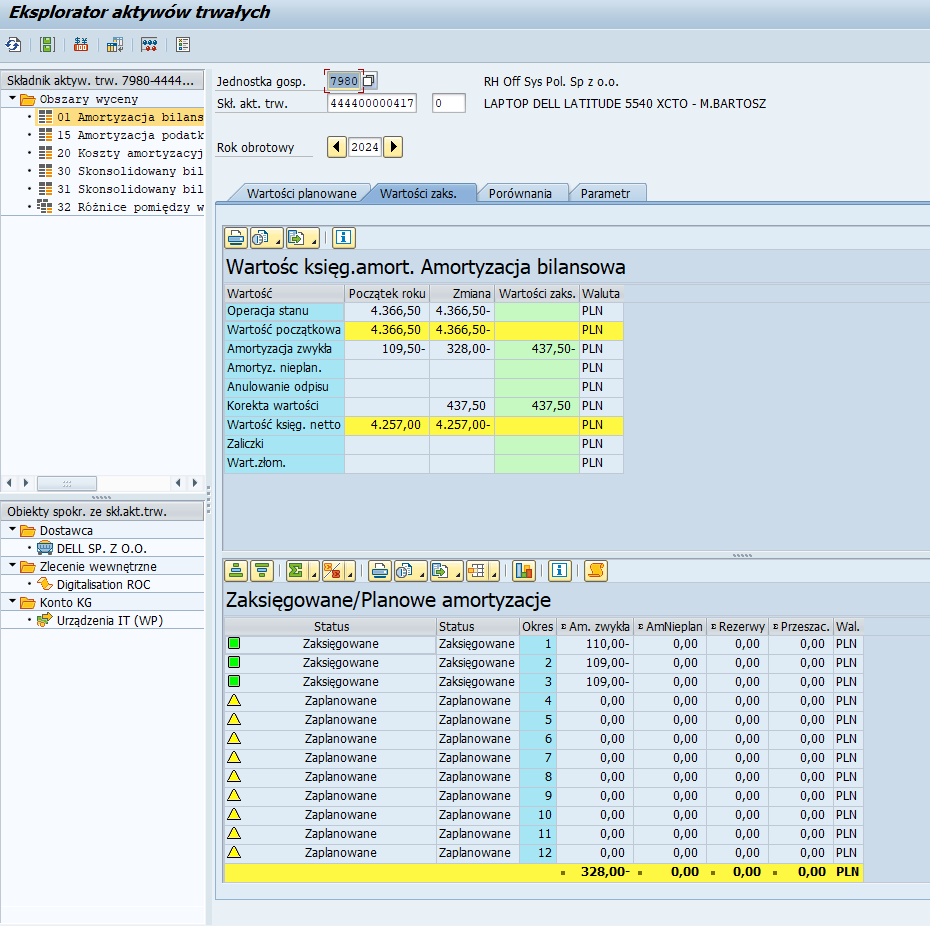 Eksplorator aktywów trwałych
Składnik aktyw. trw. 7980-4444...
Obszary wyceny
01 Amortyzacja bilans
15 Amortyzacja podatk
20 Koszty amortyzacyj
30 Skonsolidowany bil
31 Skonsolidowany bil
32 Różnice pomiędzy w
Obiekty spokr. ze skł.akt.trw.
Dostawca
DELL SP. Z O.O.
Zlecenie wewnętrzne
Digitalisation ROC
Konto KG
Urządzenia IT (WP)
Jednostka gosp. 7980 RH Off Sys Pol. Sp z o.o.
Skł. akt. trw. 444400000417 0 LAPTOP DELL LATITUDE 5540 XCTO - M.BARTOSZ
Rok obrotowy 2024
Wartości planowane Wartości zaks. Porównania Parametr
Wartośc księg.amort. Amortyzacja bilansowa
Wartość Początek roku Zmiana Wartości zaks. Waluta
Operacja stanu 4.366,50 4.366,50- PLN
Wartość początkowa 4.366,50 4.366,50- PLN
Amortyzacja zwykła 109,50- 328,00- 437,50- PLN
Amortyz. nieplan. PLN
Anulowanie odpisu PLN
Korekta wartości 437,50 437,50 PLN
Wartość księg. netto 4.257,00 4.257,00- PLN
Zaliczki PLN
Wart.złom. PLN
Zaksięgowane/Planowe amortyzacje
Status Status Okres Σ Am. zwykła Σ AmNieplan Σ Rezerwy Σ Przeszac. Wal.
Zaksięgowane Zaksięgowane 1 110,00- 0,00 0,00 0,00 PLN
Zaksięgowane Zaksięgowane 2 109,00- 0,00 0,00 0,00 PLN
Zaksięgowane Zaksięgowane 3 109,00- 0,00 0,00 0,00 PLN
Zaplanowane Zaplanowane 4 0,00 0,00 0,00 0,00 PLN
Zaplanowane Zaplanowane 5 0,00 0,00 0,00 0,00 PLN
Zaplanowane Zaplanowane 6 0,00 0,00 0,00 0,00 PLN
Zaplanowane Zaplanowane 7 0,00 0,00 0,00 0,00 PLN
Zaplanowane Zaplanowane 8 0,00 0,00 0,00 0,00 PLN
Zaplanowane Zaplanowane 9 0,00 0,00 0,00 0,00 PLN
Zaplanowane Zaplanowane 10 0,00 0,00 0,00 0,00 PLN
Zaplanowane Zaplanowane 11 0,00 0,00 0,00 0,00 PLN
Zaplanowane Zaplanowane 12 0,00 0,00 0,00 0,00 PLN
328,00- 0,00 0,00 0,00 PLN